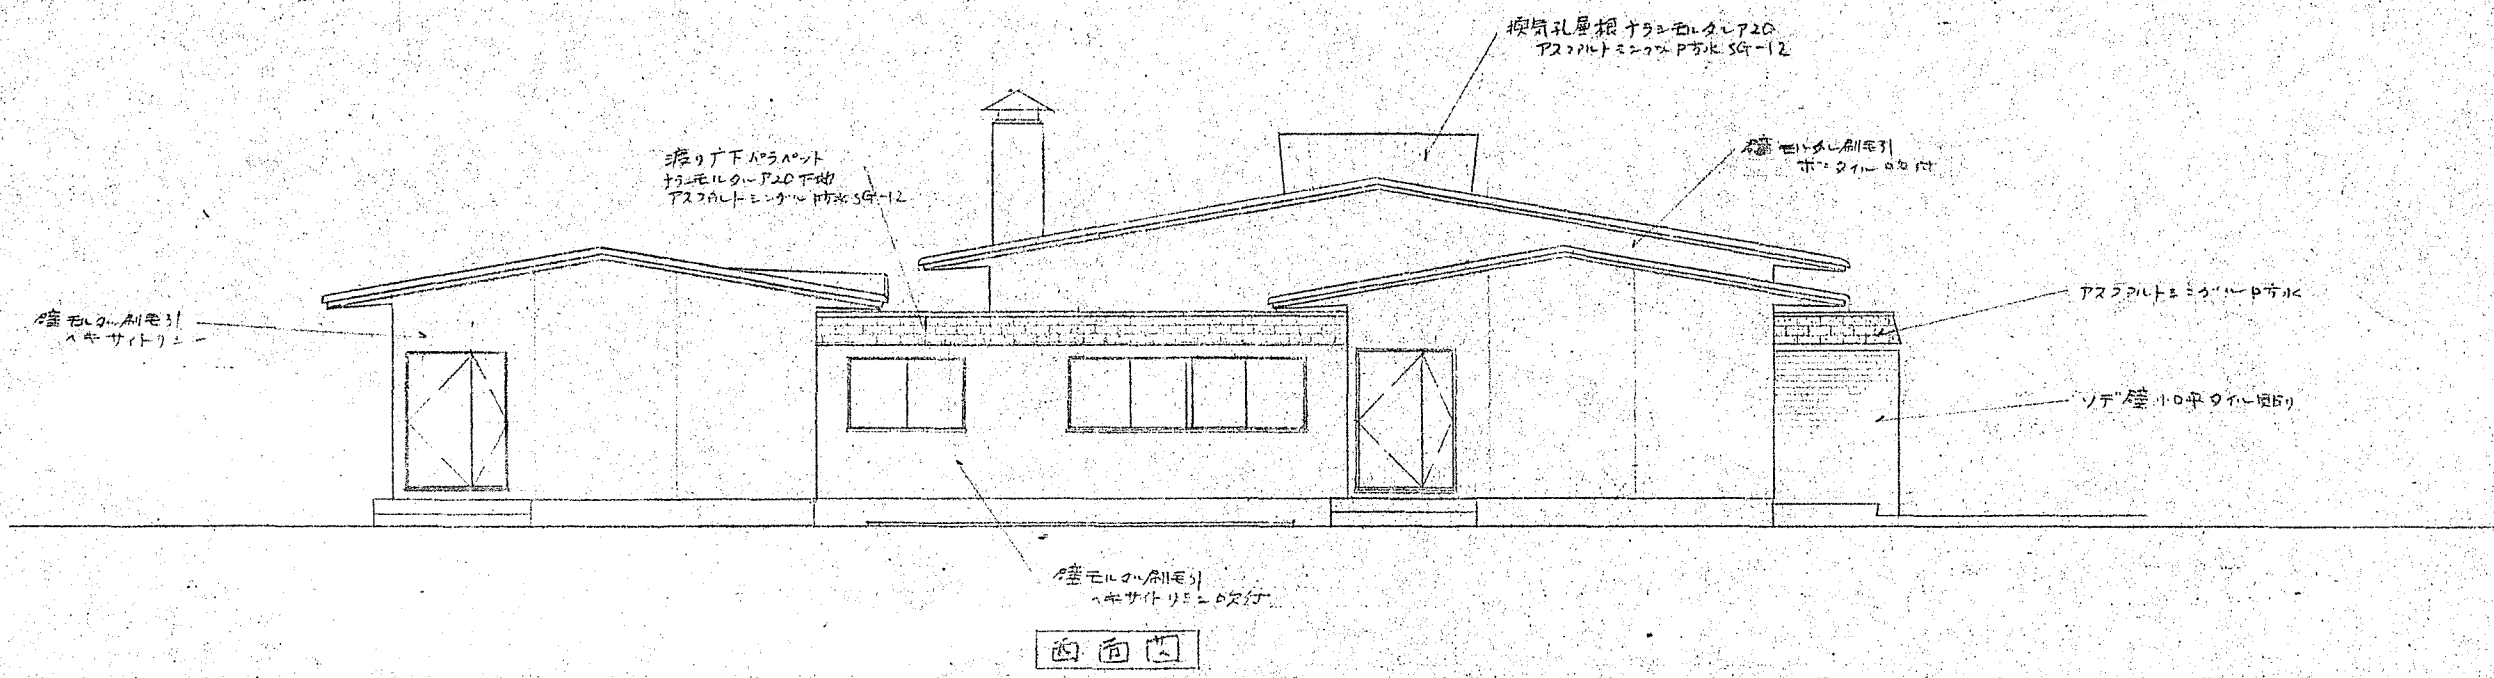 換気孔屋根 ナラシモルタル ア20
アスファルトシングル防水 SG-12
渡り廊下パラペット
ナラシモルタル ア20 下地
アスファルトシングル防水 SG-12
壁 モルタル刷毛引
ボンタイル吹付
壁 モルタル刷毛引
ヘキサイトリシン
アスファルトシングル防水
ソデ壁 小口平タイル貼り
壁モルタル刷毛引
ヘキサイトリシン吹付
西面図